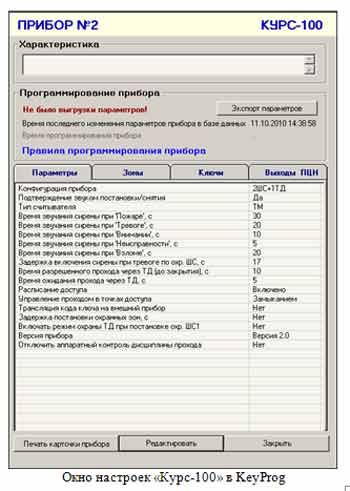 ПРИБОР №2 КУРС-100
Характеристика
Программирование прибора
Не было выгрузки параметров! Экспорт параметров
Время последнего изменения параметров прибора в базе данных 11.10.2010 14:38:58
Время программирования прибора
Правила программирования прибора
Параметры Зоны Ключи Выходы ПЦН
Конфигурация прибора 2ШС+1ТД
Подтверждение звуком постановки/снятия Да
Тип считывателя ТМ
Время звучания сирены при 'Пожаре', с 30
Время звучания сирены при 'Тревоге', с 20
Время звучания сирены при 'Внимании', с 10
Время звучания сирены при 'Неисправности', с 5
Время звучания сирены при 'Взломе', с 20
Задержка включения сирены при тревоге по охр. ШС, с 17
Время разрешенного прохода через ТД (до закрытия), с 10
Время ожидания прохода через ТД, с 5
Расписание доступа Включено
Управление проходом в точках доступа Замыканием
Трансляция кода ключа на внешний прибор Нет
Задержка постановки охранных зон, с Нет
Включать режим охраны ТД при постановке охр. ШС1 Нет
Версия прибора Версия 2.0
Отключить аппаратный контроль дисциплины прохода Нет
Печать карточки прибора Редактировать Закрыть
Окно настроек «Курс-100» в KeyProg